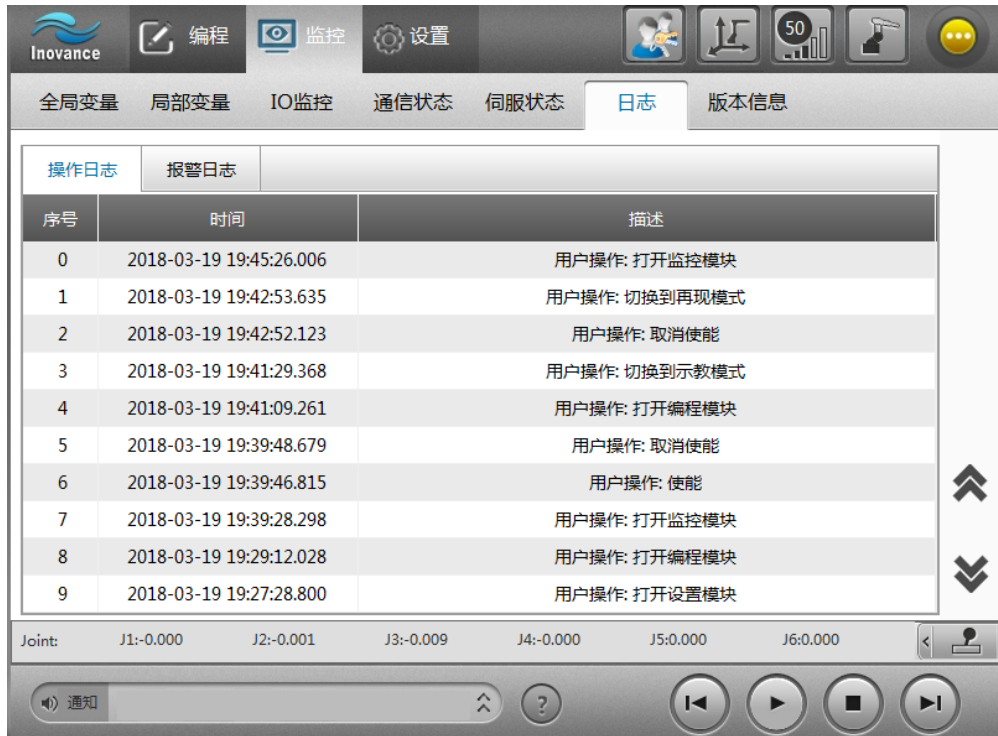 Inovance 编程 监控 设置 50
全局变量 局部变量 IO监控 通信状态 伺服状态 日志 版本信息
操作日志 报警日志
序号 时间 描述
0 2018-03-19 19:45:26.006 用户操作: 打开监控模块
1 2018-03-19 19:42:53.635 用户操作: 切换到再现模式
2 2018-03-19 19:42:52.123 用户操作: 取消使能
3 2018-03-19 19:41:29.368 用户操作: 切换到示教模式
4 2018-03-19 19:41:09.261 用户操作: 打开编程模块
5 2018-03-19 19:39:48.679 用户操作: 取消使能
6 2018-03-19 19:39:46.815 用户操作: 使能
7 2018-03-19 19:39:28.298 用户操作: 打开监控模块
8 2018-03-19 19:29:12.028 用户操作: 打开编程模块
9 2018-03-19 19:27:28.800 用户操作: 打开设置模块
Joint: J1:-0.000 J2:-0.001 J3:-0.009 J4:-0.000 J5:0.000 J6:0.000
通知 ?